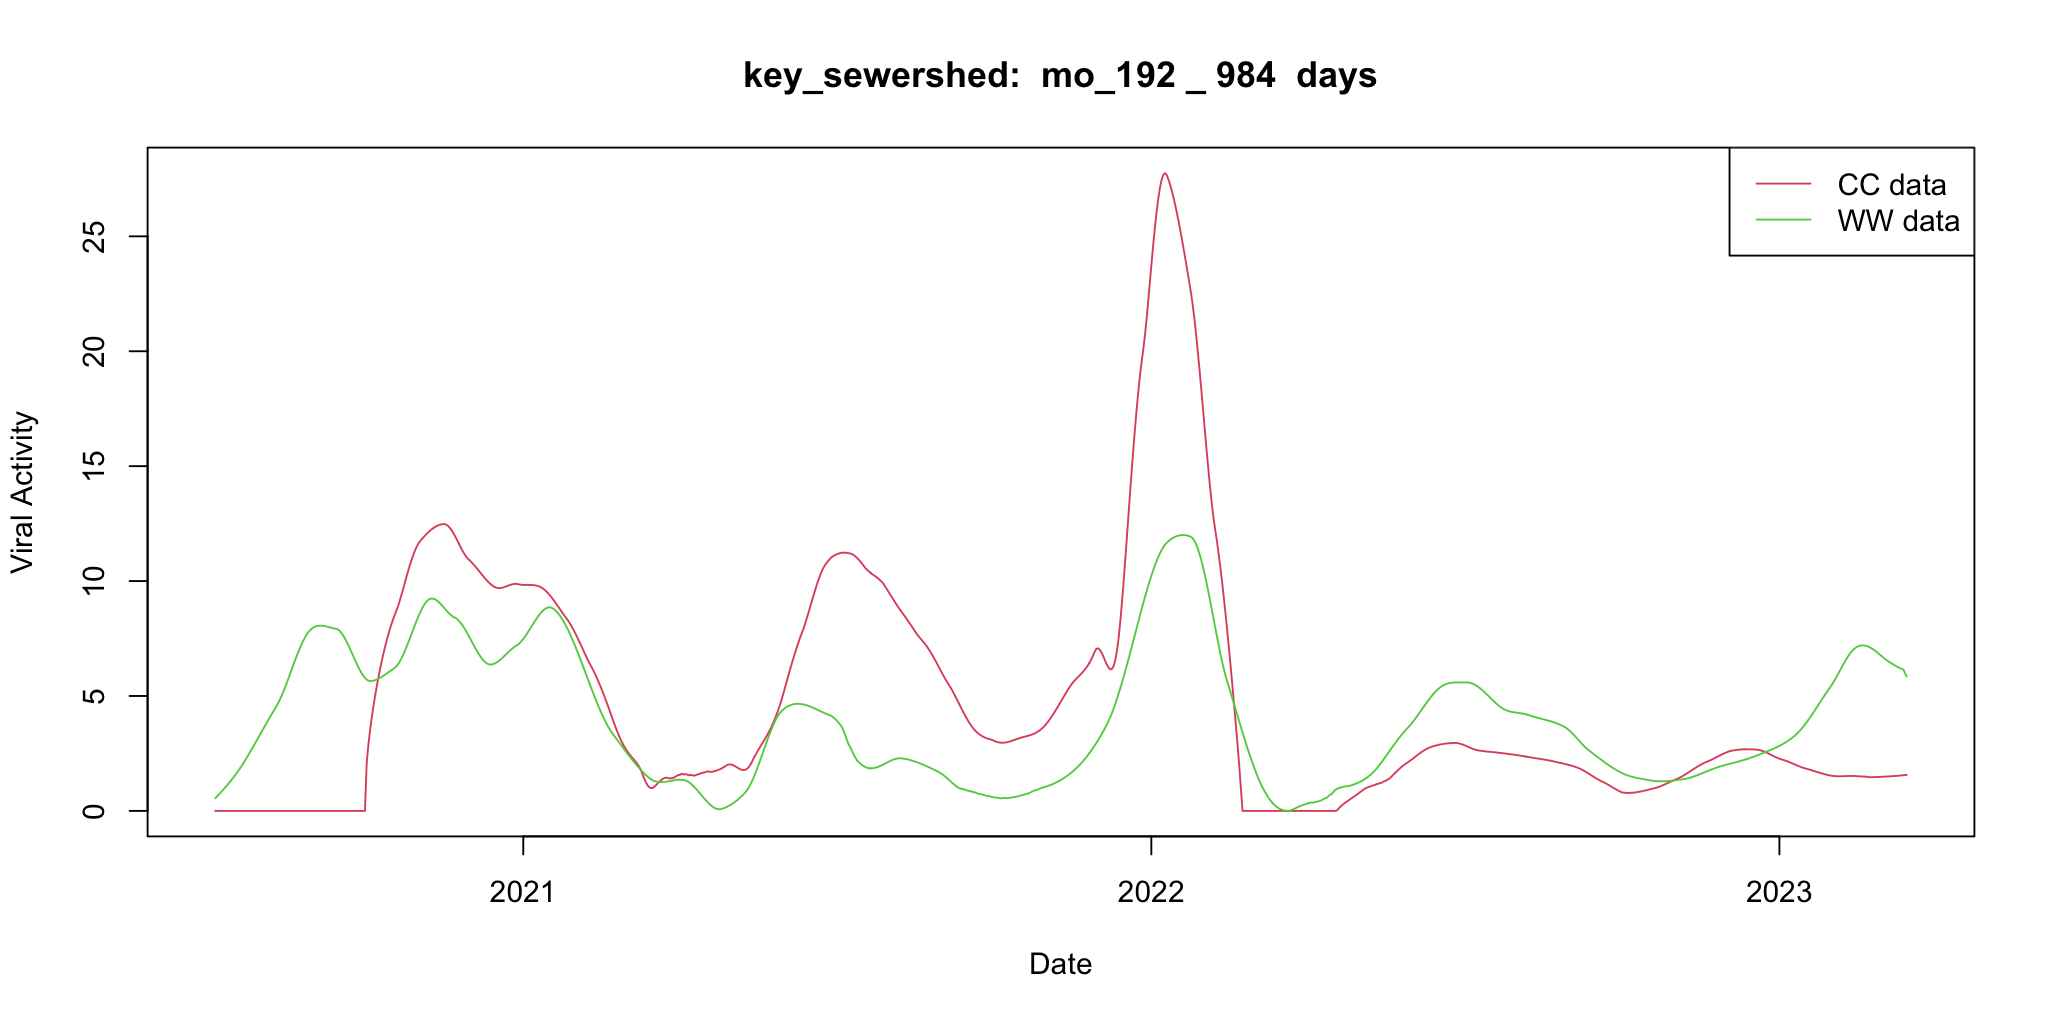 key_sewershed:  mo_192 _ 984  days
CC data
WW data
Viral Activity
25
20
15
10
5
0
2021
2022
2023
Date